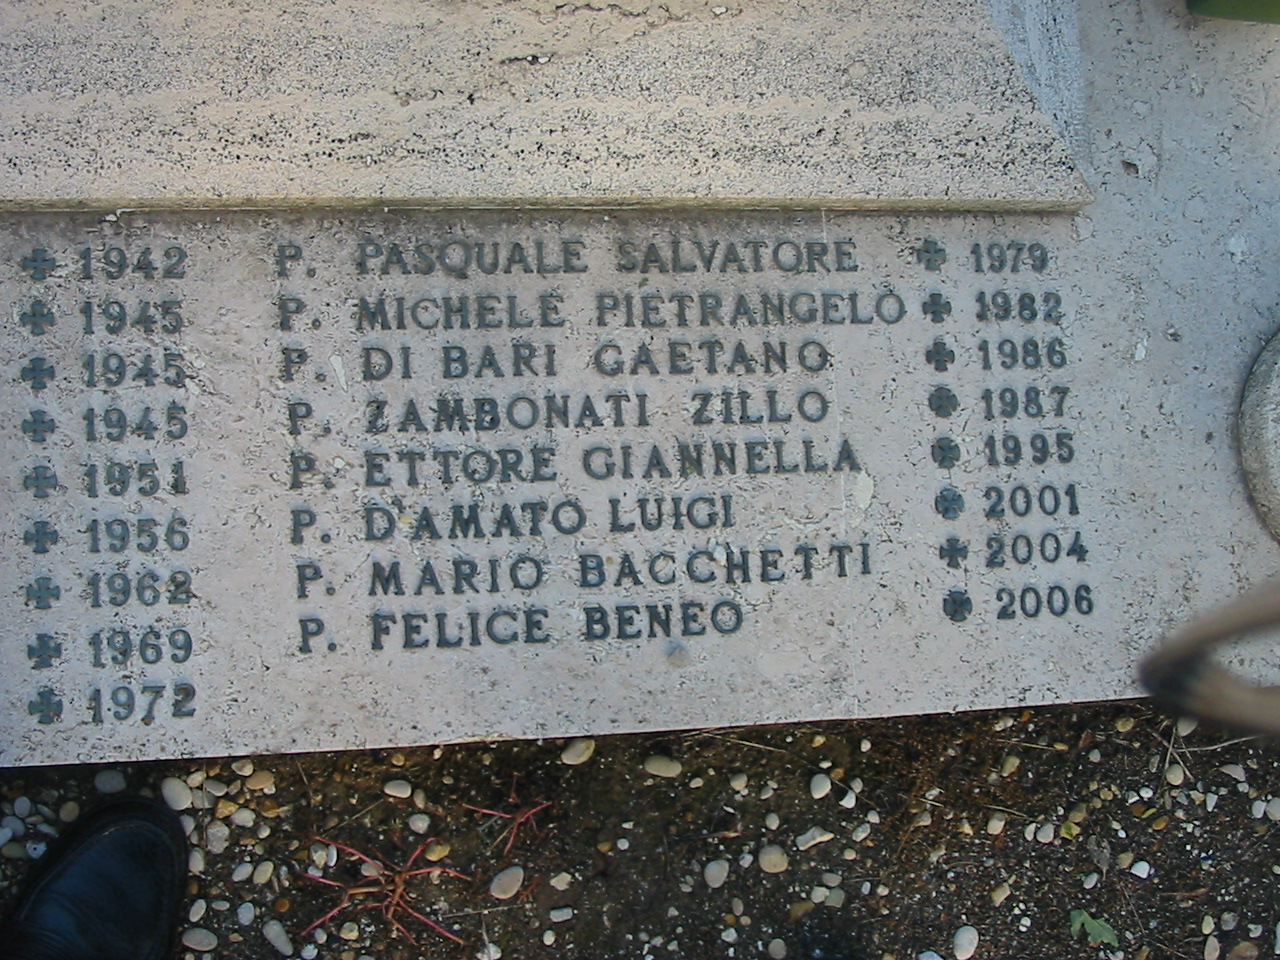 ✠ 1942 P. PASQUALE SALVATORE ✠ 1979
✠ 1945 P. MICHELE PIETRANGELO ✠ 1982
✠ 1945 P. DI BARI GAETANO ✠ 1986
✠ 1945 P. ZAMBONATI ZILLO ✠ 1987
✠ 1951 P. ETTORE GIANNELLA ✠ 1995
✠ 1956 P. D'AMATO LUIGI ✠ 2001
✠ 1962 P. MARIO BACCHETTI ✠ 2004
✠ 1969 P. FELICE BENEO ✠ 2006
✠ 1972